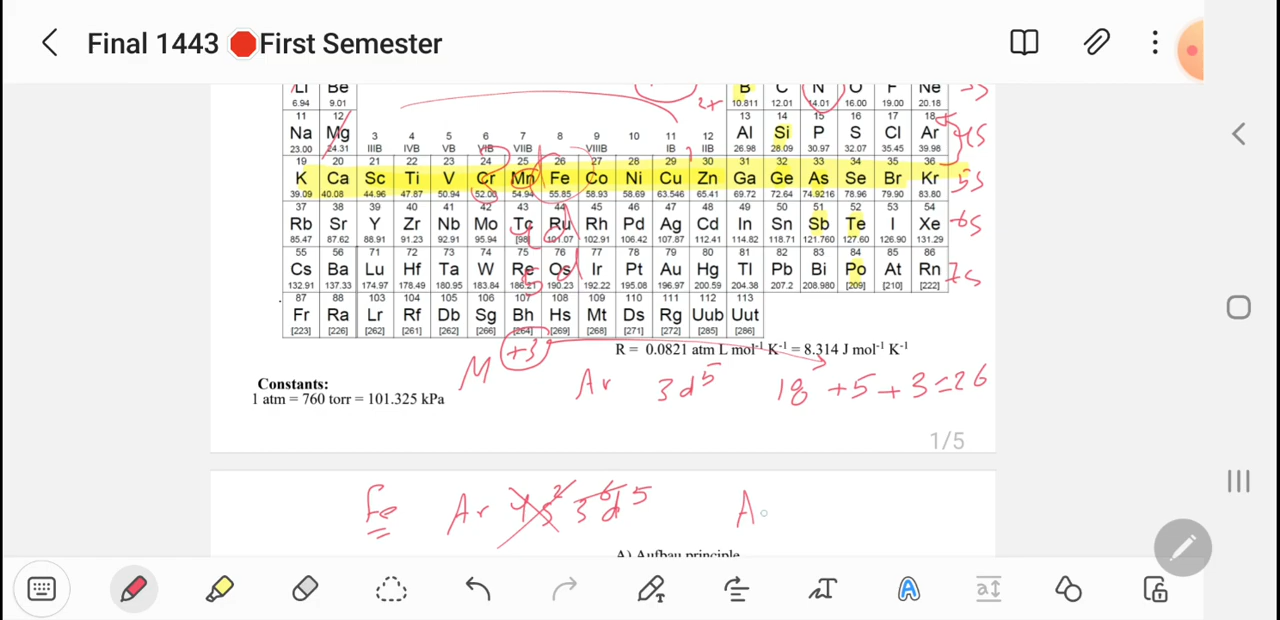 Final 1443 🛑First Semester
Li Be B C N O F Ne
6.94 9.01 2+ 10.811 12.01 14.01 16.00 19.00 20.18
11 12 13 14 15 16 17 18
Na Mg 3 4 5 6 7 8 9 10 11 12 Al Si P S Cl Ar 4S
22.99 24.31 IIIB IVB VB VIB VIIB VIIIB IB IIB 26.98 28.09 30.97 32.07 35.45 39.98
19 20 21 22 23 24 25 26 27 28 29 30 31 32 33 34 35 36
K Ca Sc Ti V Cr Mn Fe Co Ni Cu Zn Ga Ge As Se Br Kr 5S
39.09 40.08 44.96 47.87 50.94 52.00 54.94 55.85 58.93 58.69 63.546 65.41 69.72 72.64 74.9216 78.96 79.90 83.80
37 38 39 40 41 42 43 44 45 46 47 48 49 50 51 52 53 54
Rb Sr Y Zr Nb Mo Tc Ru Rh Pd Ag Cd In Sn Sb Te I Xe 6S
85.47 87.62 88.91 91.23 92.91 95.94 [98] 101.07 102.91 106.42 107.87 112.41 114.82 118.71 121.760 127.60 126.90 131.29
55 56 71 72 73 74 75 76 77 78 79 80 81 82 83 84 85 86
Cs Ba Lu Hf Ta W Re Os Ir Pt Au Hg Tl Pb Bi Po At Rn 7S
132.91 137.33 174.97 178.49 180.95 183.84 186.21 190.23 192.22 195.08 196.97 200.59 204.38 207.2 208.980 [209] [210] [222]
87 88 103 104 105 106 107 108 109 110 111 112 113
Fr Ra Lr Rf Db Sg Bh Hs Mt Ds Rg Uub Uut
[223] [226] [262] [261] [262] [266] [264] [269] [268] [271] [272] [285] [286]
R = 0.0821 atm L mol⁻¹ K⁻¹ = 8.314 J mol⁻¹ K⁻¹
M +3 Ar 3d⁵ 18 +5 + 3 = 26
Constants:
1 atm = 760 torr = 101.325 kPa
1/5
Fe Ar 4s² 3d⁶ 5 A
A) Aufbau principle